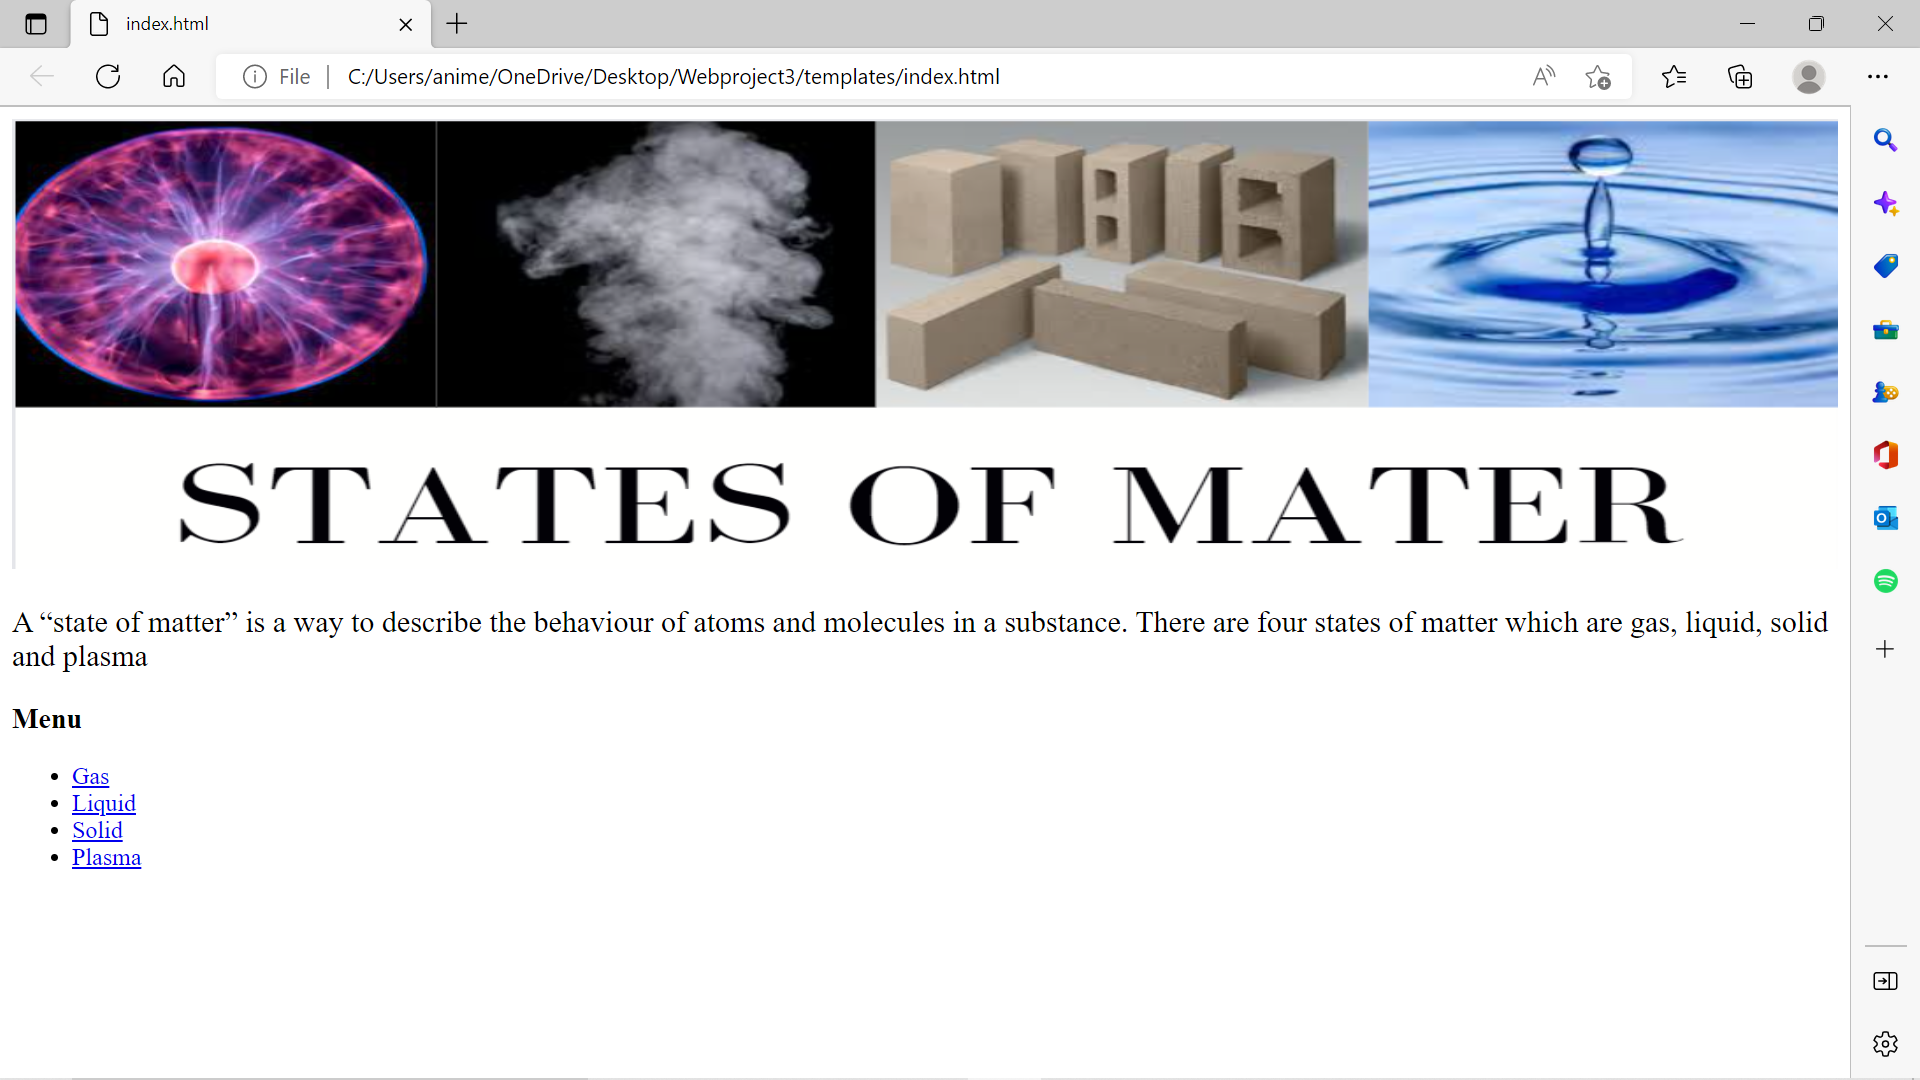 index.html
File
C:/Users/anime/OneDrive/Desktop/Webproject3/templates/index.html
STATES OF MATER
A “state of matter” is a way to describe the behaviour of atoms and molecules in a substance. There are four states of matter which are gas, liquid, solid
and plasma
Menu
Gas
Liquid
Solid
Plasma